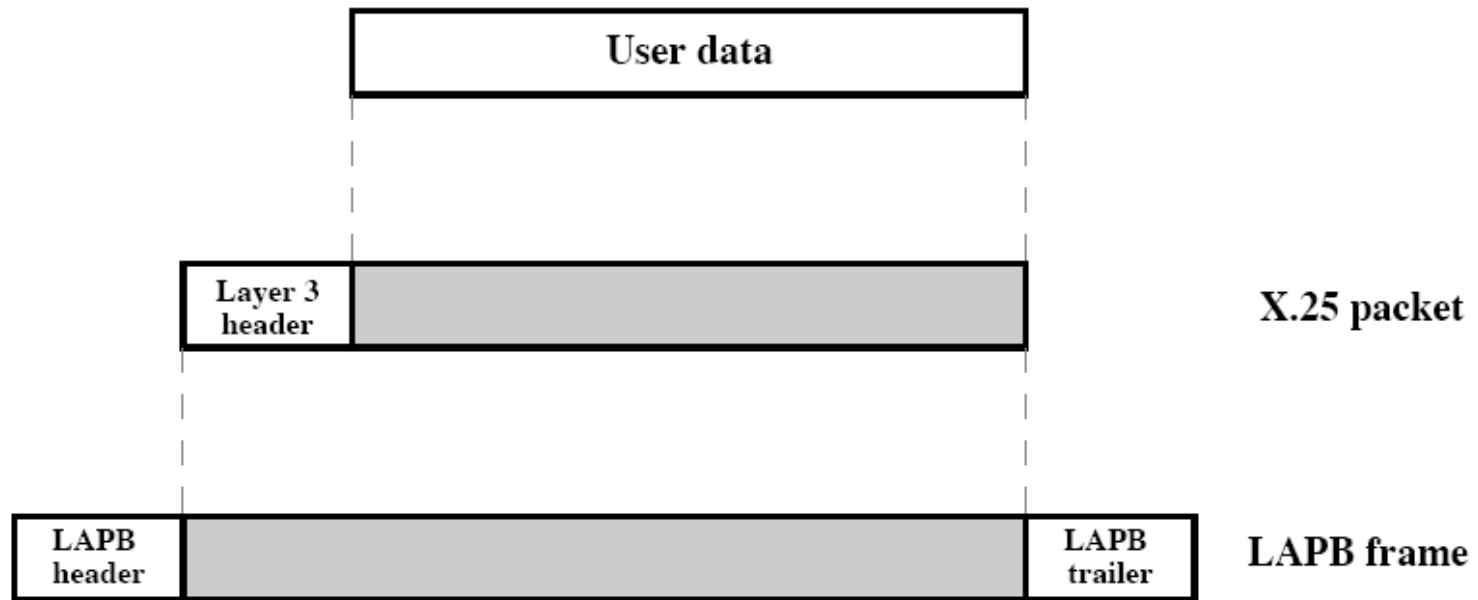 User data
Layer 3
header
X.25 packet
LAPB
header
LAPB
trailer
LAPB frame